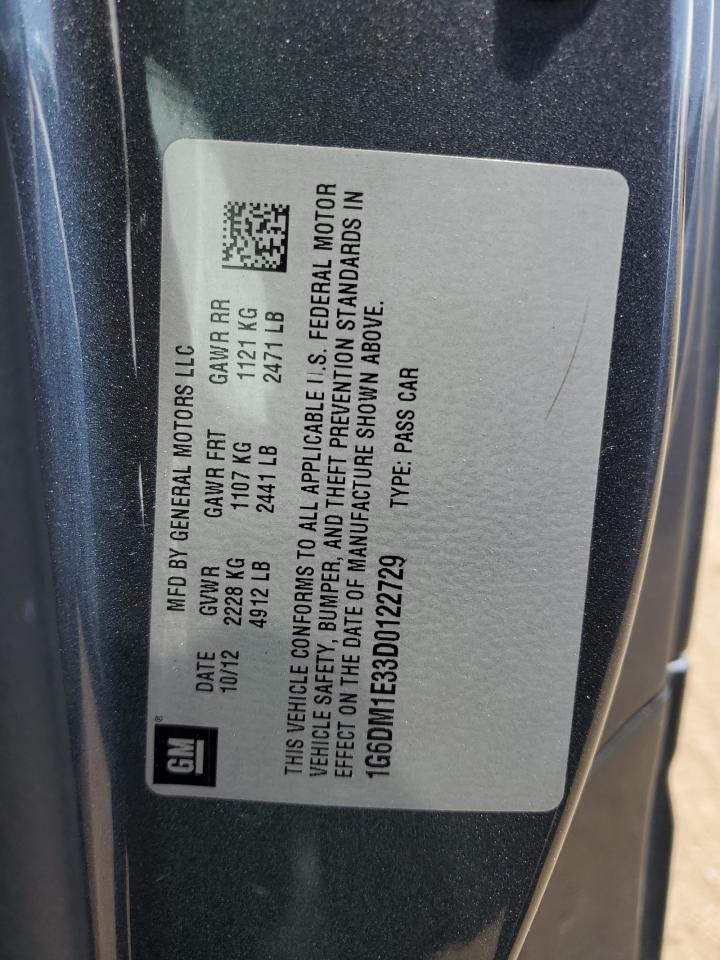 GM®
MFD BY GENERAL MOTORS LLC
DATE GVWR GAWR FRT GAWR RR
10/12 2228 KG 1107 KG 1121 KG
4912 LB 2441 LB 2471 LB
THIS VEHICLE CONFORMS TO ALL APPLICABLE U.S. FEDERAL MOTOR
VEHICLE SAFETY, BUMPER, AND THEFT PREVENTION STANDARDS IN
EFFECT ON THE DATE OF MANUFACTURE SHOWN ABOVE.
1G6DM1E33D0122729 TYPE: PASS CAR